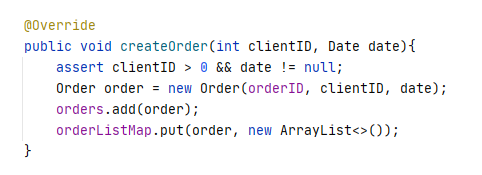 @Override
public void createOrder(int clientID, Date date){
    assert clientID > 0 && date != null;
    Order order = new Order(orderID, clientID, date);
    orders.add(order);
    orderListMap.put(order, new ArrayList<>());
}